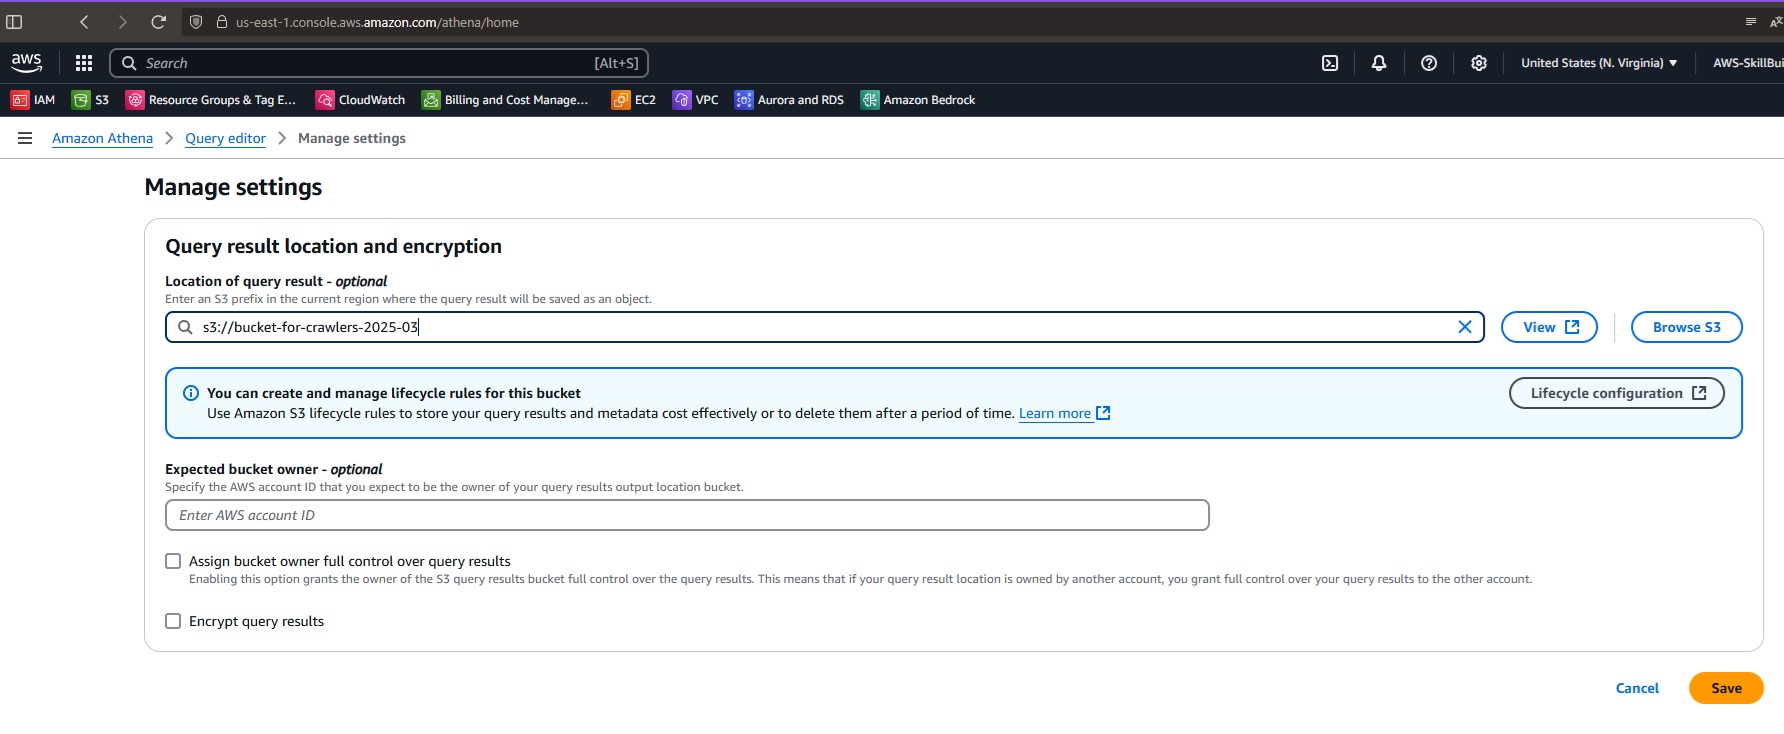 us-east-1.console.aws.amazon.com/athena/home
aws Search [Alt+S] United States (N. Virginia) AWS-SkillBui
IAM S3 Resource Groups & Tag E... CloudWatch Billing and Cost Manage... EC2 VPC Aurora and RDS Amazon Bedrock
Amazon Athena > Query editor > Manage settings
Manage settings
Query result location and encryption
Location of query result - optional
Enter an S3 prefix in the current region where the query result will be saved as an object.
s3://bucket-for-crawlers-2025-03 View Browse S3
You can create and manage lifecycle rules for this bucket Lifecycle configuration
Use Amazon S3 lifecycle rules to store your query results and metadata cost effectively or to delete them after a period of time. Learn more
Expected bucket owner - optional
Specify the AWS account ID that you expect to be the owner of your query results output location bucket.
Enter AWS account ID
Assign bucket owner full control over query results
Enabling this option grants the owner of the S3 query results bucket full control over the query results. This means that if your query result location is owned by another account, you grant full control over your query results to the other account.
Encrypt query results
Cancel Save